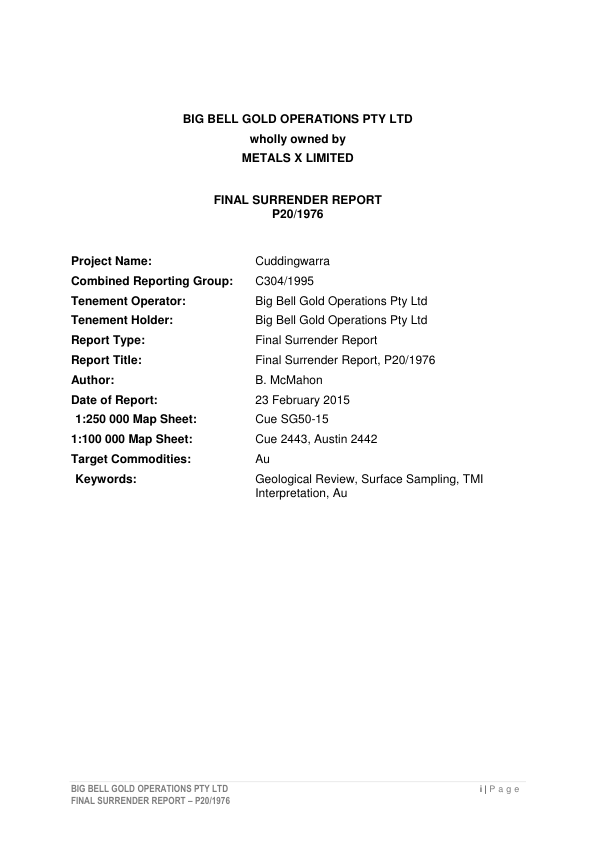 BIG BELL GOLD OPERATIONS PTY LTD
wholly owned by
METALS X LIMITED
FINAL SURRENDER REPORT
P20/1976
Project Name: Cuddingwarra
Combined Reporting Group: C304/1995
Tenement Operator: Big Bell Gold Operations Pty Ltd
Tenement Holder: Big Bell Gold Operations Pty Ltd
Report Type: Final Surrender Report
Report Title: Final Surrender Report, P20/1976
Author: B. McMahon
Date of Report: 23 February 2015
1:250 000 Map Sheet: Cue SG50-15
1:100 000 Map Sheet: Cue 2443, Austin 2442
Target Commodities: Au
Keywords: Geological Review, Surface Sampling, TMI
Interpretation, Au
BIG BELL GOLD OPERATIONS PTY LTD i | P a g e
FINAL SURRENDER REPORT – P20/1976